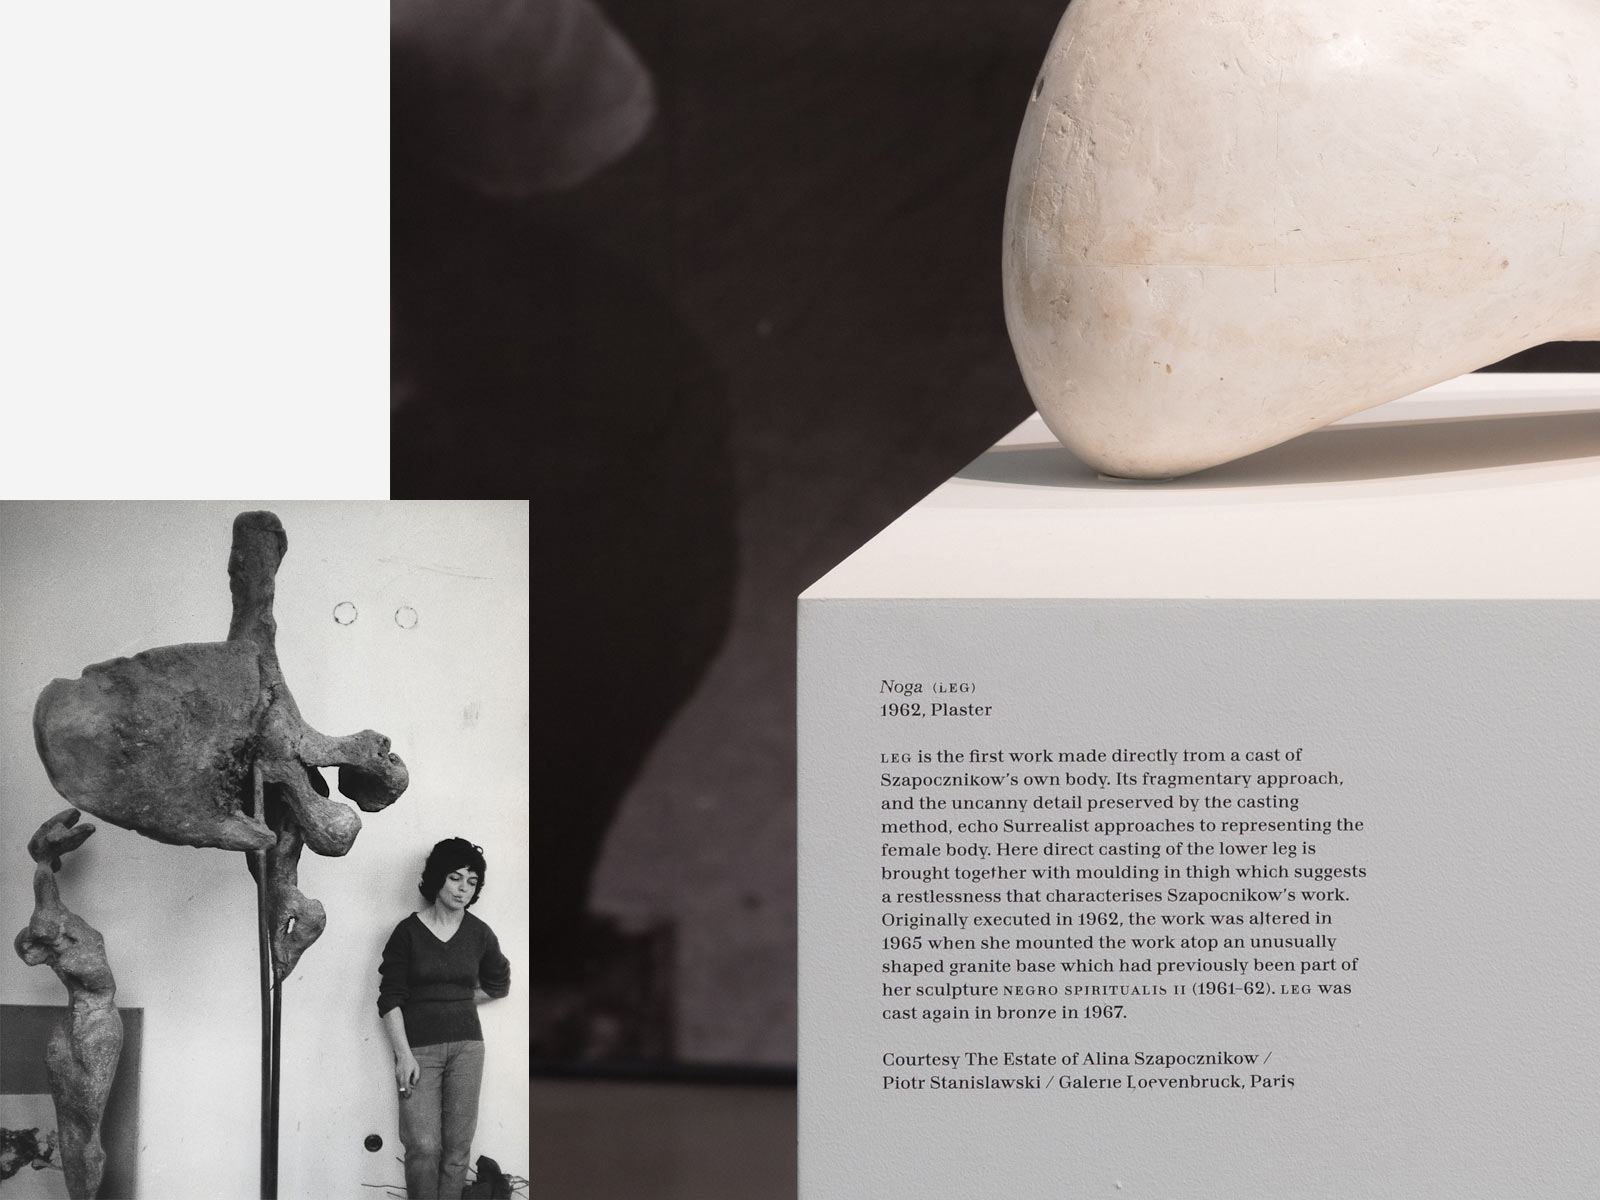 Noga (LEG)
1962, Plaster
LEG is the first work made directly from a cast of
Szapocznikow's own body. Its fragmentary approach,
and the uncanny detail preserved by the casting
method, echo Surrealist approaches to representing the
female body. Here direct casting of the lower leg is
brought together with moulding in thigh which suggests
a restlessness that characterises Szapocnikow's work.
Originally executed in 1962, the work was altered in
1965 when she mounted the work atop an unusually
shaped granite base which had previously been part of
her sculpture NEGRO SPIRITUALIS II (1961–62). LEG was
cast again in bronze in 1967.
Courtesy The Estate of Alina Szapocznikow /
Piotr Stanislawski / Galerie Loevenbruck, Paris